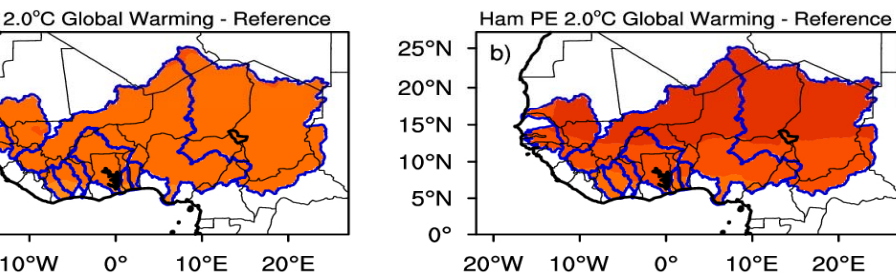 2.0°C Global Warming - Reference
Ham PE 2.0°C Global Warming - Reference
b)
25°N
20°N
15°N
10°N
5°N
0°
10°W 0° 10°E 20°E
20°W 10°W 0° 10°E 20°E